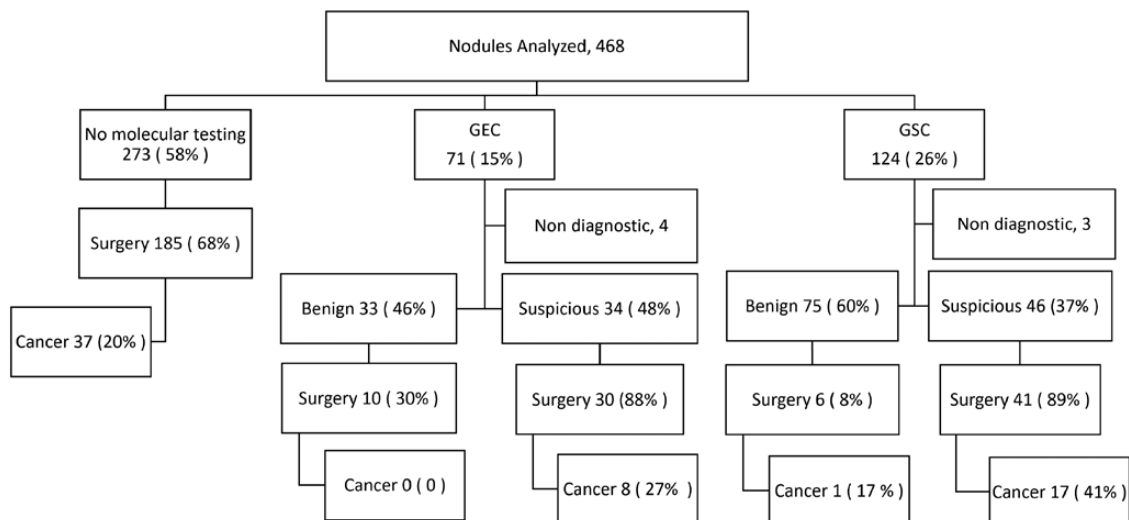 Nodules Analyzed, 468
No molecular testing
273 ( 58%)
GEC
71 ( 15%)
GSC
124 ( 26%)
Surgery 185 ( 68%)
Non diagnostic, 4
Non diagnostic, 3
Cancer 37 (20%)
Benign 33 ( 46%)
Suspicious 34 ( 48%)
Benign 75 ( 60%)
Suspicious 46 (37%)
Surgery 10 ( 30%)
Surgery 30 (88%)
Surgery 6 ( 8% )
Surgery 41 ( 89%)
Cancer 0 ( 0)
Cancer 8 ( 27% )
Cancer 1 ( 17 %)
Cancer 17 ( 41%)